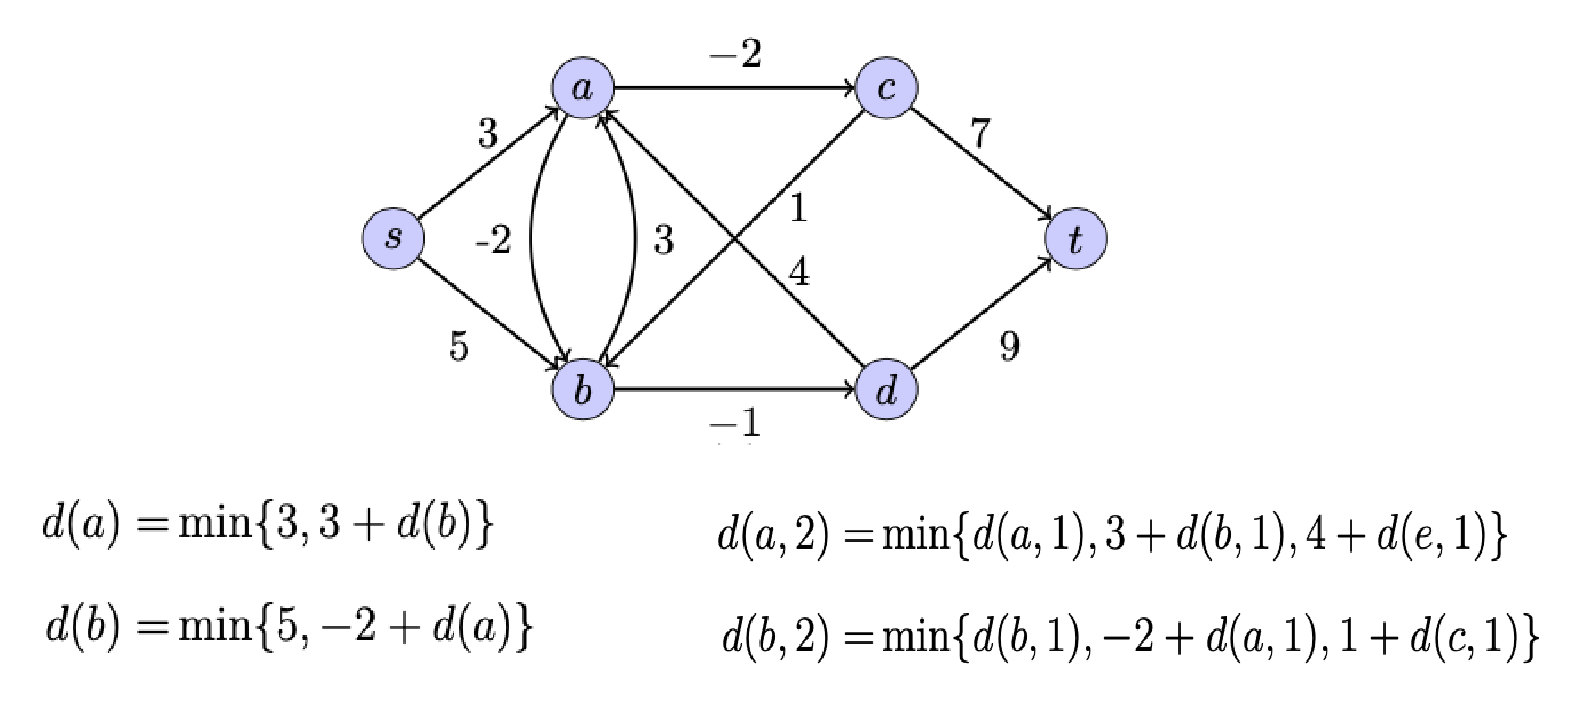 −2
a
c
3
7
1
s
-2
3
t
4
5
9
b
d
−1
d(a) = min{3, 3 + d(b)}
d(a, 2) = min{d(a, 1), 3 + d(b, 1), 4 + d(e, 1)}
d(b) = min{5, −2 + d(a)}
d(b, 2) = min{d(b, 1), −2 + d(a, 1), 1 + d(c, 1)}